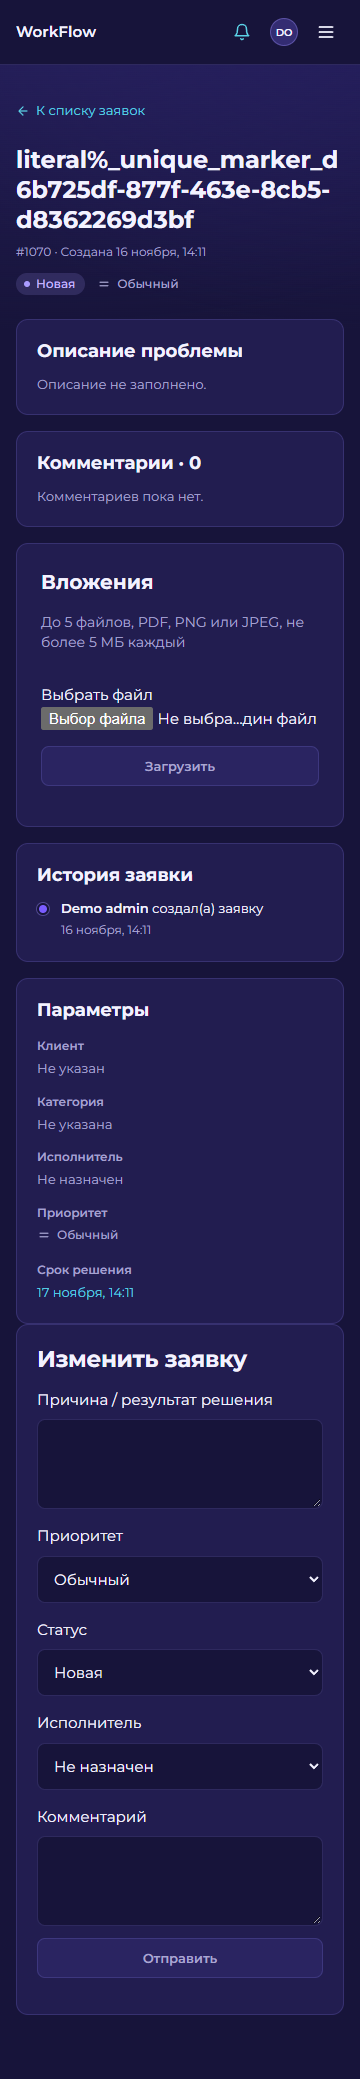 WorkFlow
DO
← К списку заявок
literal%_unique_marker_d
6b725df-877f-463e-8cb5-
d8362269d3bf
#1070 · Создана 16 ноября, 14:11
Новая
Обычный
Описание проблемы
Описание не заполнено.
Комментарии · 0
Комментариев пока нет.
Вложения
До 5 файлов, PDF, PNG или JPEG, не
более 5 МБ каждый
Выбрать файл
Выбор файла Не выбра...дин файл
Загрузить
История заявки
Demo admin создал(а) заявку
16 ноября, 14:11
Параметры
Клиент
Не указан
Категория
Не указана
Исполнитель
Не назначен
Приоритет
Обычный
Срок решения
17 ноября, 14:11
Изменить заявку
Причина / результат решения
Приоритет
Обычный
Статус
Новая
Исполнитель
Не назначен
Комментарий
Отправить